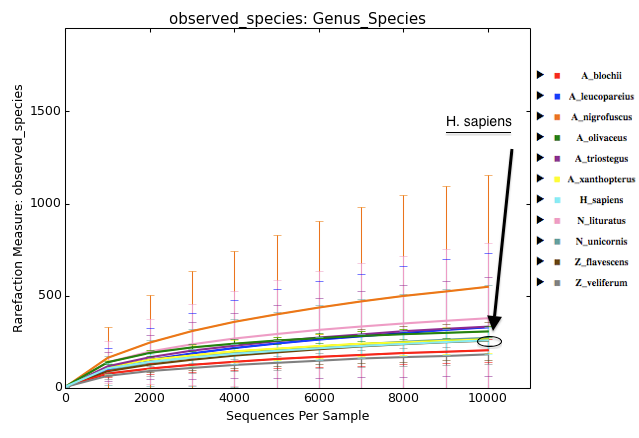 observed_species: Genus_Species
Rarefaction Measure: observed_species
1500
1000
500
0
0
2000
4000
6000
8000
10000
Sequences Per Sample
H. sapiens
A_blochii
A_leucopareius
A_nigrofuscus
A_olivaceus
A_triostegus
A_xanthopterus
H_sapiens
N_lituratus
N_unicornis
Z_flavescens
Z_veliferum